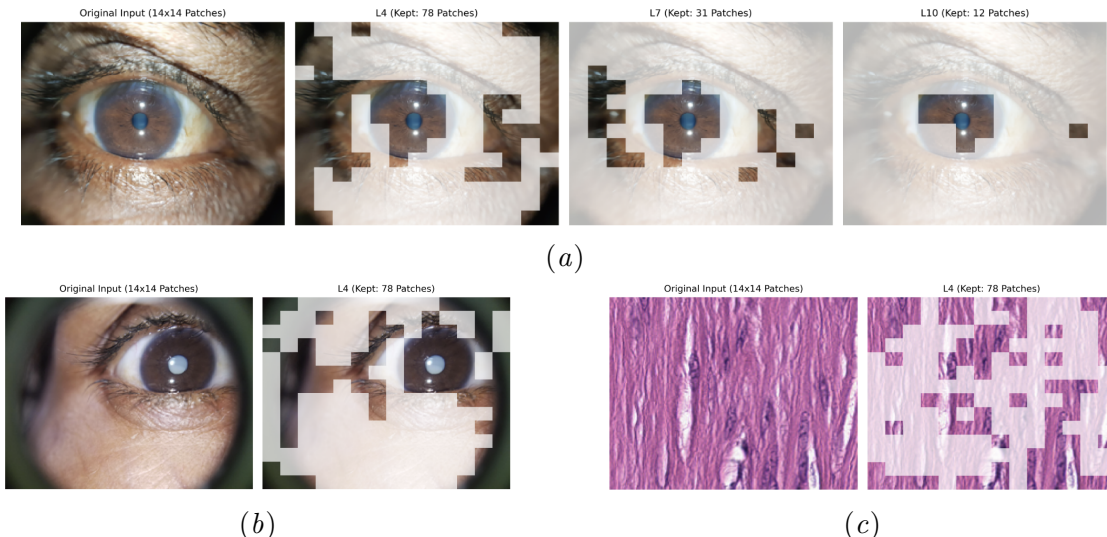 Original Input (14x14 Patches) L4 (Kept: 78 Patches) L7 (Kept: 31 Patches) L10 (Kept: 12 Patches)
(a)
Original Input (14x14 Patches) L4 (Kept: 78 Patches) Original Input (14x14 Patches) L4 (Kept: 78 Patches)
(b) (c)